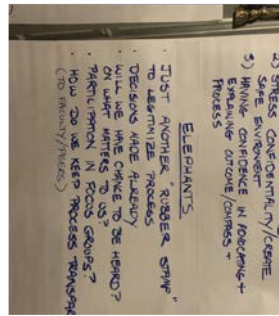 2) STRESS CONFIDENTIALITY/CREATE
SAFE ENVIRONMENT
3) HAVING CONFIDENCE IN ADVOCATING +
EXPLAINING OUTCOME/COMPASS +
PROCESS
ELEPHANTS
• JUST ANOTHER "RUBBER STAMP"
TO LEGITIMIZE PROCESS
• DECISIONS MADE ALREADY
• WILL WE HAVE CHANCE TO BE HEARD?
ON WHAT MATTERS TO US?
• PARTICIPATION IN FOCUS GROUPS?
• HOW DO WE KEEP PROCESS TRANSPAR
(TO FACULTY/PEERS)